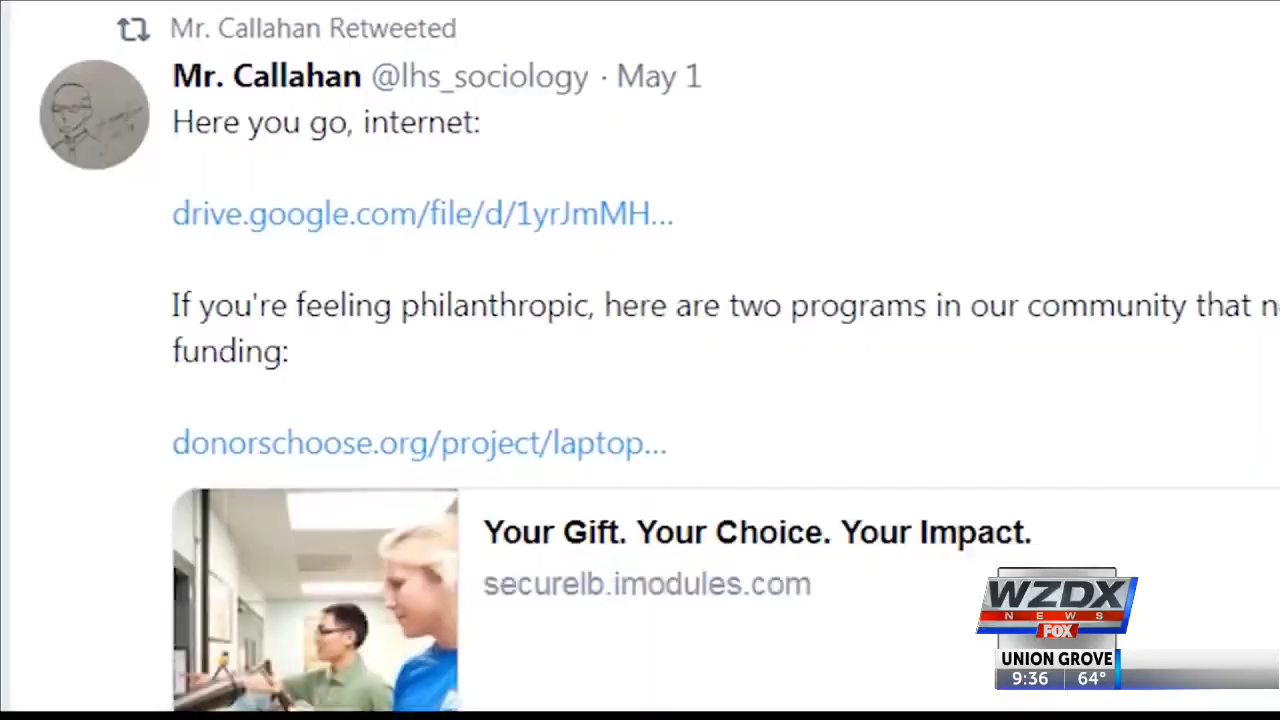 Mr. Callahan Retweeted
Mr. Callahan @lhs_sociology · May 1
Here you go, internet:
drive.google.com/file/d/1yrJmMH...
If you're feeling philanthropic, here are two programs in our community that n
funding:
donorschoose.org/project/laptop...
Your Gift. Your Choice. Your Impact.
securelb.imodules.com
WZDX
NEWS
FOX
UNION GROVE
9:36 64°